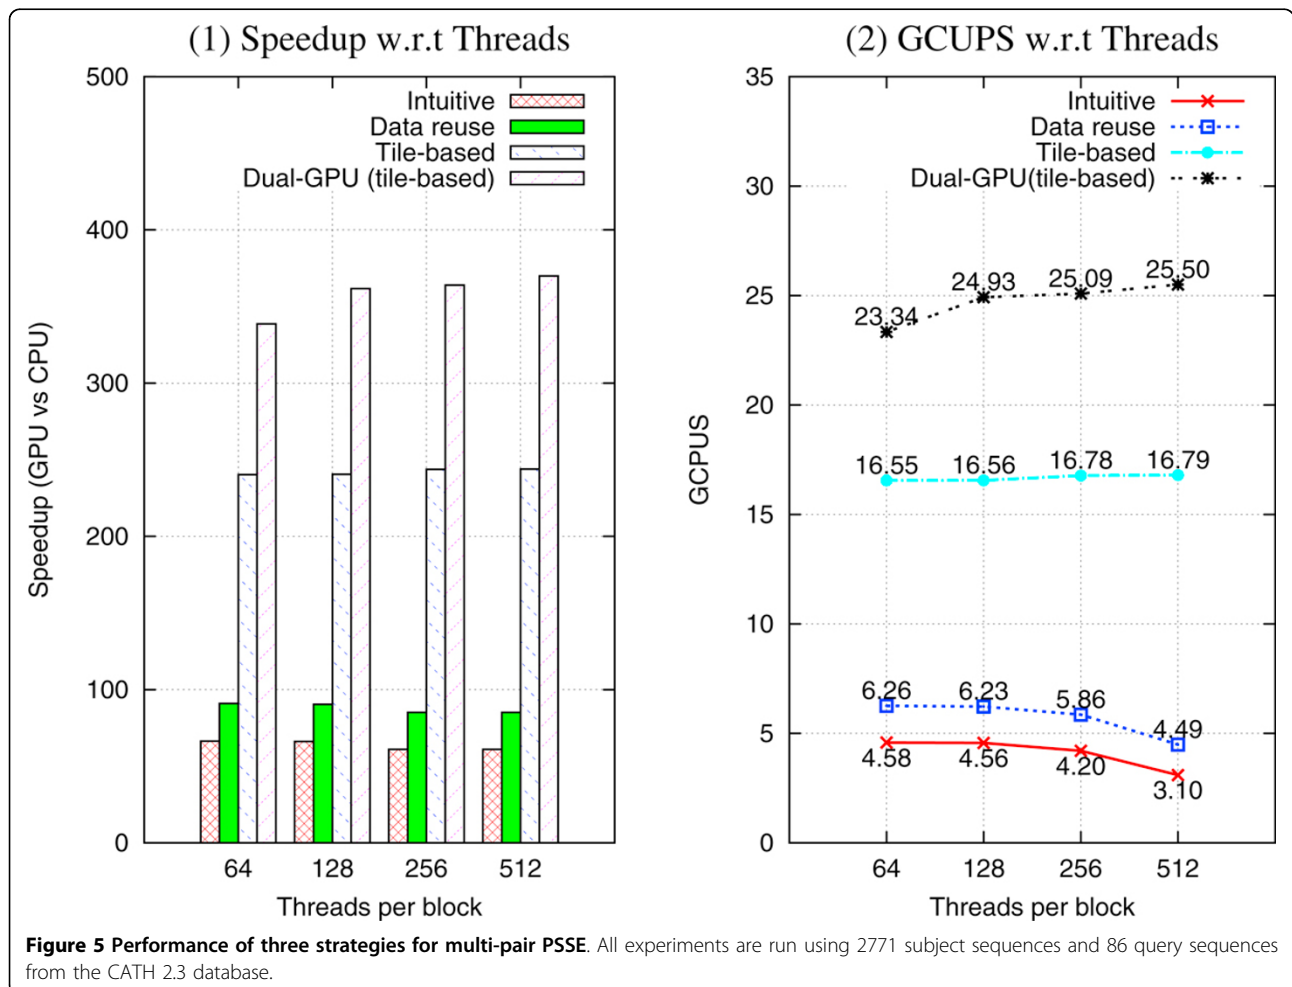 (1) Speedup w.r.t Threads
500
400
300
200
100
0
Speedup (GPU vs CPU)
Intuitive
Data reuse
Tile-based
Dual-GPU (tile-based)
64 128 256 512
Threads per block
(2) GCUPS w.r.t Threads
35
30
25
20
15
10
5
0
GCPUS
Intuitive
Data reuse
Tile-based
Dual-GPU(tile-based)
23.34 24.93 25.09 25.50
16.55 16.56 16.78 16.79
6.26 6.23 5.86 4.49
4.58 4.56 4.20 3.10
64 128 256 512
Threads per block
Figure 5 Performance of three strategies for multi-pair PSSE. All experiments are run using 2771 subject sequences and 86 query sequences
from the CATH 2.3 database.